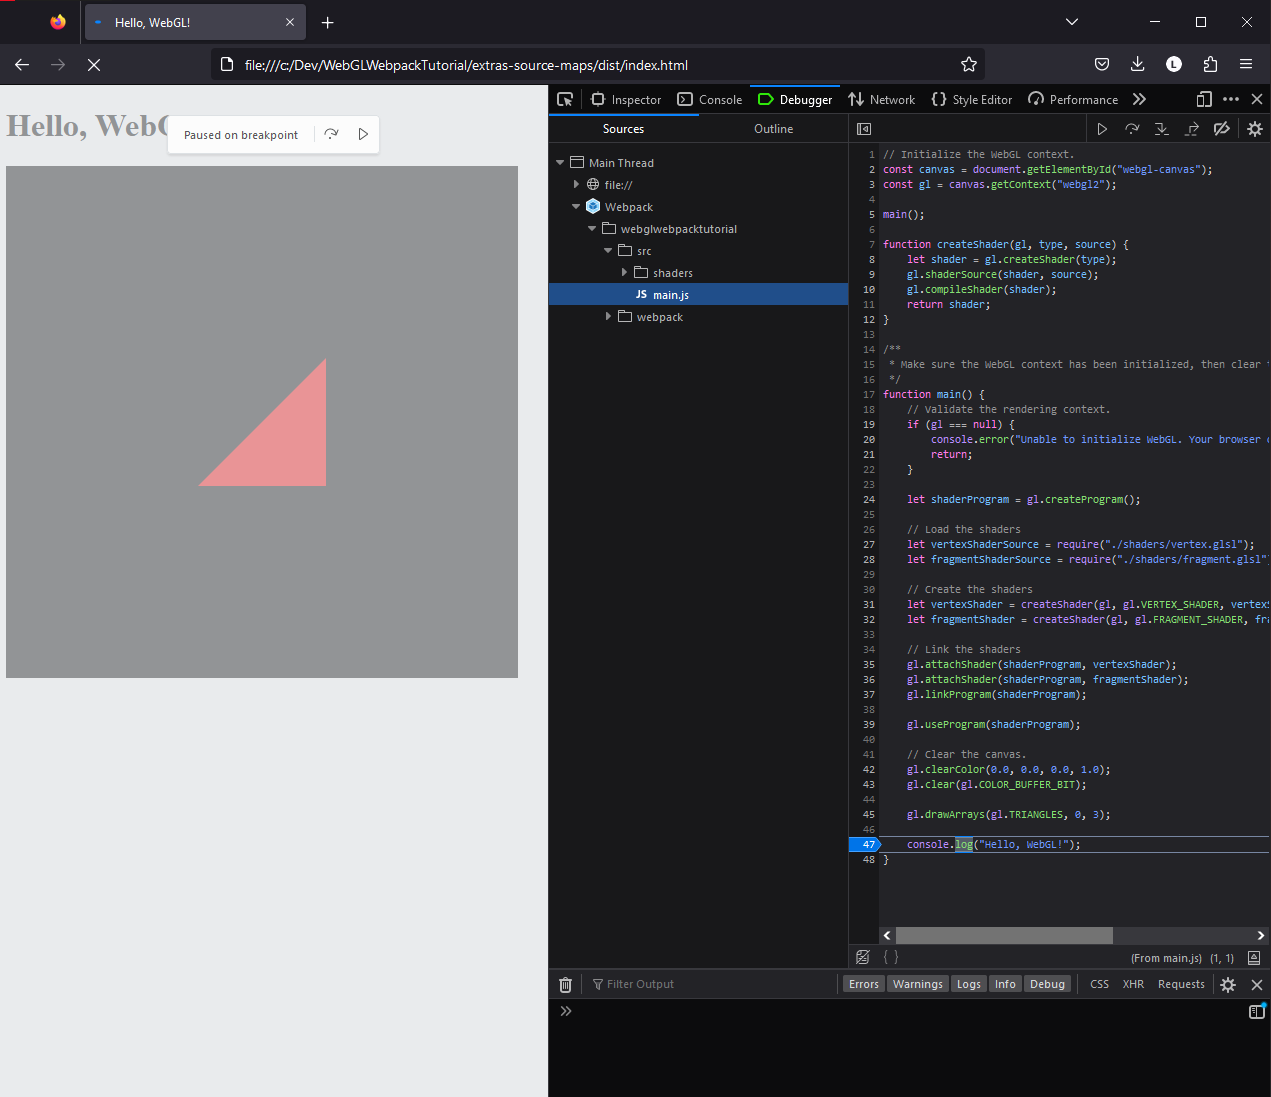 Hello, WebGL!
file:///c:/Dev/WebGLWebpackTutorial/extras-source-maps/dist/index.html
L
Hello, WebG
Paused on breakpoint
Inspector
Console
Debugger
Network
Style Editor
Performance
Sources
Outline
Main Thread
file://
Webpack
webglwebpacktutorial
src
shaders
JS main.js
webpack
1 // Initialize the WebGL context.
2 const canvas = document.getElementById("webgl-canvas");
3 const gl = canvas.getContext("webgl2");
4
5 main();
6
7 function createShader(gl, type, source) {
8 let shader = gl.createShader(type);
9 gl.shaderSource(shader, source);
10 gl.compileShader(shader);
11 return shader;
12 }
13
14 /**
15 * Make sure the WebGL context has been initialized, then clear
16 */
17 function main() {
18 // Validate the rendering context.
19 if (gl === null) {
20 console.error("Unable to initialize WebGL. Your browser
21 return;
22 }
23
24 let shaderProgram = gl.createProgram();
25
26 // Load the shaders
27 let vertexShaderSource = require("./shaders/vertex.glsl");
28 let fragmentShaderSource = require("./shaders/fragment.glsl"
29
30 // Create the shaders
31 let vertexShader = createShader(gl, gl.VERTEX_SHADER, vertex
32 let fragmentShader = createShader(gl, gl.FRAGMENT_SHADER, fr
33
34 // Link the shaders
35 gl.attachShader(shaderProgram, vertexShader);
36 gl.attachShader(shaderProgram, fragmentShader);
37 gl.linkProgram(shaderProgram);
38
39 gl.useProgram(shaderProgram);
40
41 // Clear the canvas.
42 gl.clearColor(0.0, 0.0, 0.0, 1.0);
43 gl.clear(gl.COLOR_BUFFER_BIT);
44
45 gl.drawArrays(gl.TRIANGLES, 0, 3);
46
47 console.log("Hello, WebGL!");
48 }
{ }
(From main.js) (1, 1)
Filter Output
Errors
Warnings
Logs
Info
Debug
CSS
XHR
Requests